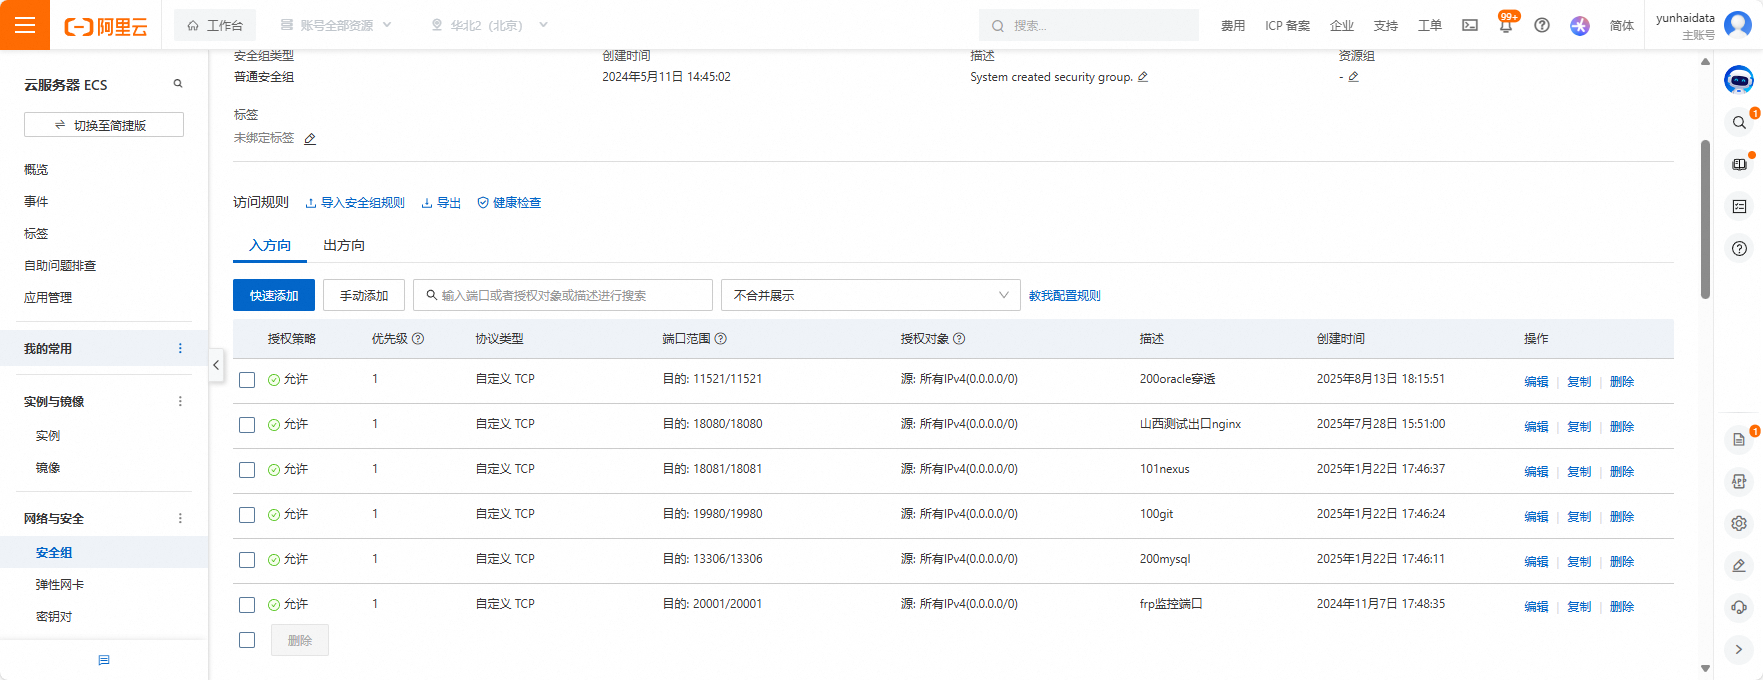 阿里云
工作台
账号全部资源
华北2（北京）
搜索...
费用
ICP 备案
企业
支持
工单
99+
简体
yunhaidata
主账号
云服务器 ECS
切换至简捷版
概览
事件
标签
自助问题排查
应用管理
我的常用
实例与镜像
实例
镜像
网络与安全
安全组
弹性网卡
密钥对
安全组类型 创建时间 描述 资源组
普通安全组 2024年5月11日 14:45:02 System created security group. -
标签
未绑定标签
访问规则 导入安全组规则 导出 健康检查
入方向 出方向
快速添加 手动添加 输入端口或者授权对象或描述进行搜索 不合并展示 教我配置规则
授权策略 优先级 协议类型 端口范围 授权对象 描述 创建时间 操作
允许 1 自定义 TCP 目的: 11521/11521 源: 所有IPv4(0.0.0.0/0) 200oracle穿透 2025年8月13日 18:15:51 编辑 复制 删除
允许 1 自定义 TCP 目的: 18080/18080 源: 所有IPv4(0.0.0.0/0) 山西测试出口nginx 2025年7月28日 15:51:00 编辑 复制 删除
允许 1 自定义 TCP 目的: 18081/18081 源: 所有IPv4(0.0.0.0/0) 101nexus 2025年1月22日 17:46:37 编辑 复制 删除
允许 1 自定义 TCP 目的: 19980/19980 源: 所有IPv4(0.0.0.0/0) 100git 2025年1月22日 17:46:24 编辑 复制 删除
允许 1 自定义 TCP 目的: 13306/13306 源: 所有IPv4(0.0.0.0/0) 200mysql 2025年1月22日 17:46:11 编辑 复制 删除
允许 1 自定义 TCP 目的: 20001/20001 源: 所有IPv4(0.0.0.0/0) frp监控端口 2024年11月7日 17:48:35 编辑 复制 删除
删除
1
1